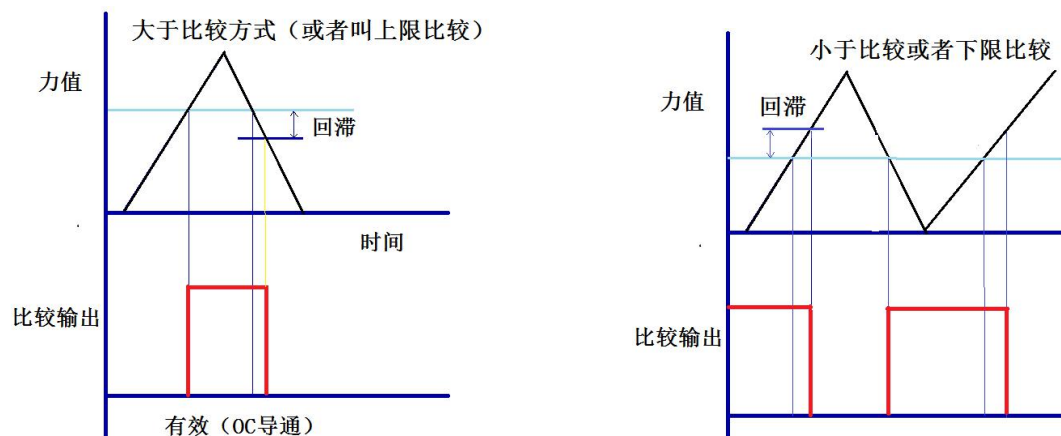 大于比较方式（或者叫上限比较）
力值
回滞
时间
比较输出
有效（OC导通）
小于比较或者下限比较
力值
回滞
比较输出